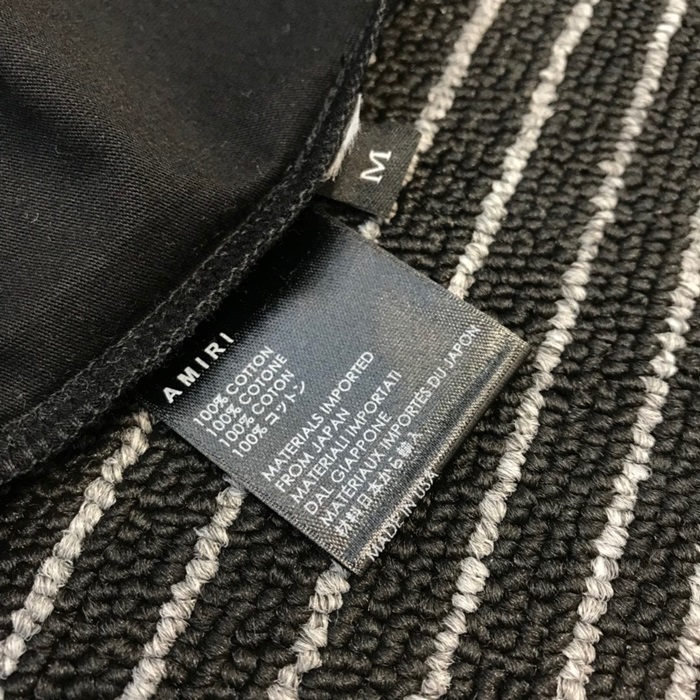 M
AMIRI
100% COTTON
100% COTONE
100% COTON
100% コットン
MATERIALS IMPORTED
FROM JAPAN
MATERIALI IMPORTATI
DAL GIAPPONE
MATERIAUX IMPORTÉS DU JAPON
材料日本から輸入
MADE IN USA